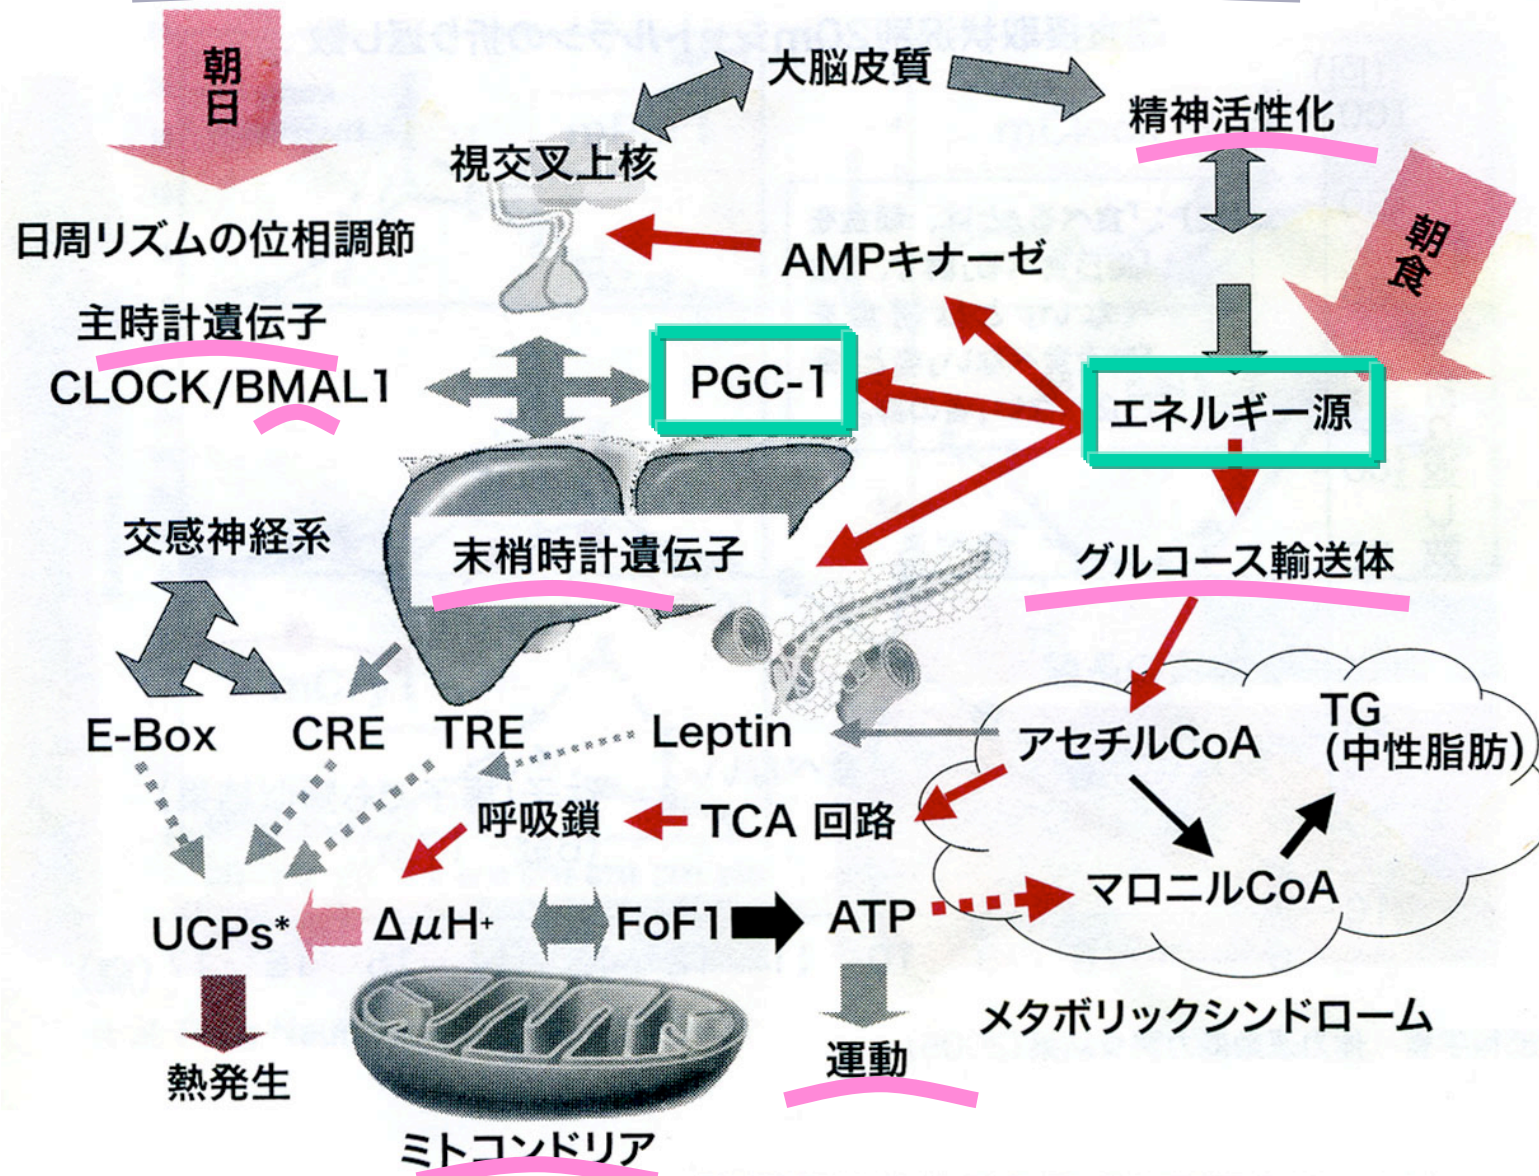 朝日
大脳皮質
精神活性化
視交叉上核
朝食
日周リズムの位相調節
AMPキナーゼ
主時計遺伝子
CLOCK/BMAL1
PGC-1
エネルギー源
交感神経系
末梢時計遺伝子
グルコース輸送体
E-Box
CRE
TRE
Leptin
アセチルCoA
TG
(中性脂肪)
呼吸鎖
TCA 回路
マロニルCoA
UCPs*
ΔμH+
FoF1
ATP
メタボリックシンドローム
熱発生
運動
ミトコンドリア